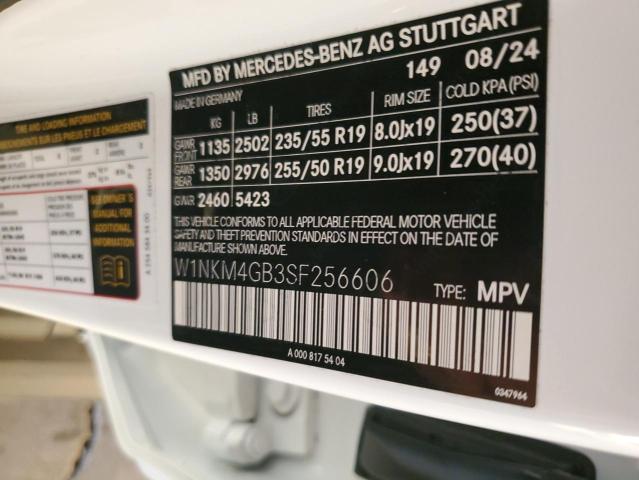 MFD BY MERCEDES-BENZ AG STUTTGART
149 08/24
MADE IN GERMANY
KG LB TIRES RIM SIZE COLD KPA(PSI)
GAWR FRONT 1135 2502 235/55 R19 8.0Jx19 250(37)
GAWR REAR 1350 2976 255/50 R19 9.0Jx19 270(40)
GVWR 2460 5423
THIS VEHICLE CONFORMS TO ALL APPLICABLE FEDERAL MOTOR VEHICLE
SAFETY AND THEFT PREVENTION STANDARDS IN EFFECT ON THE DATE
OF MANUFACTURE SHOWN ABOVE.
W1NKM4GB3SF256606 TYPE: MPV
A 000 817 54 04
0347964
TIRE AND LOADING INFORMATION
SEE OWNER'S
MANUAL FOR
ADDITIONAL
INFORMATION